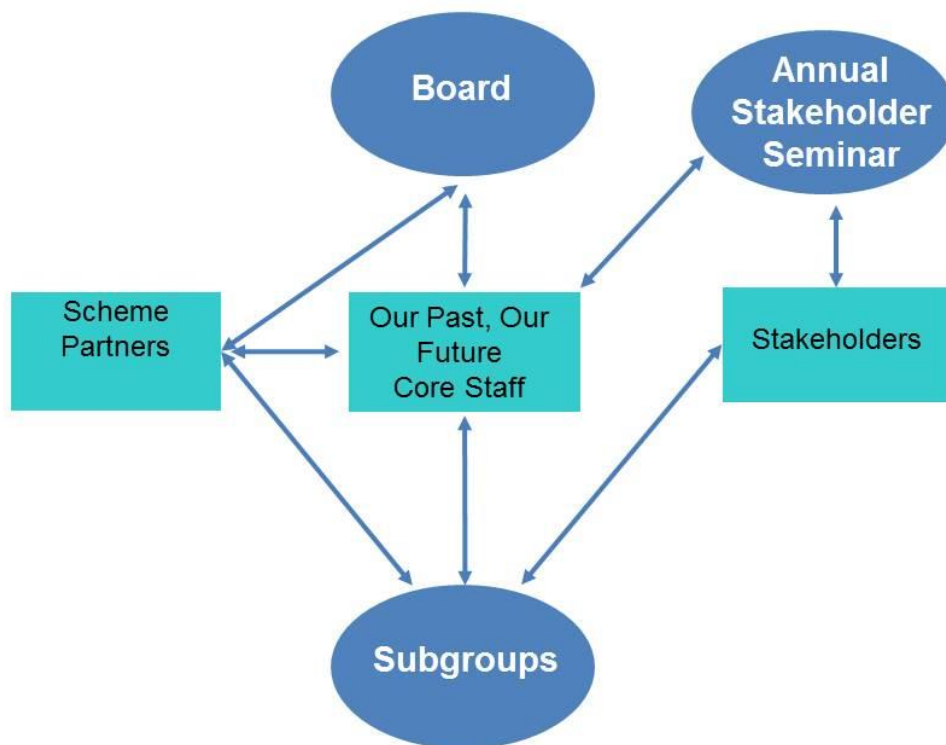 Board
Annual
Stakeholder
Seminar
Scheme
Partners
Our Past, Our
Future
Core Staff
Stakeholders
Subgroups